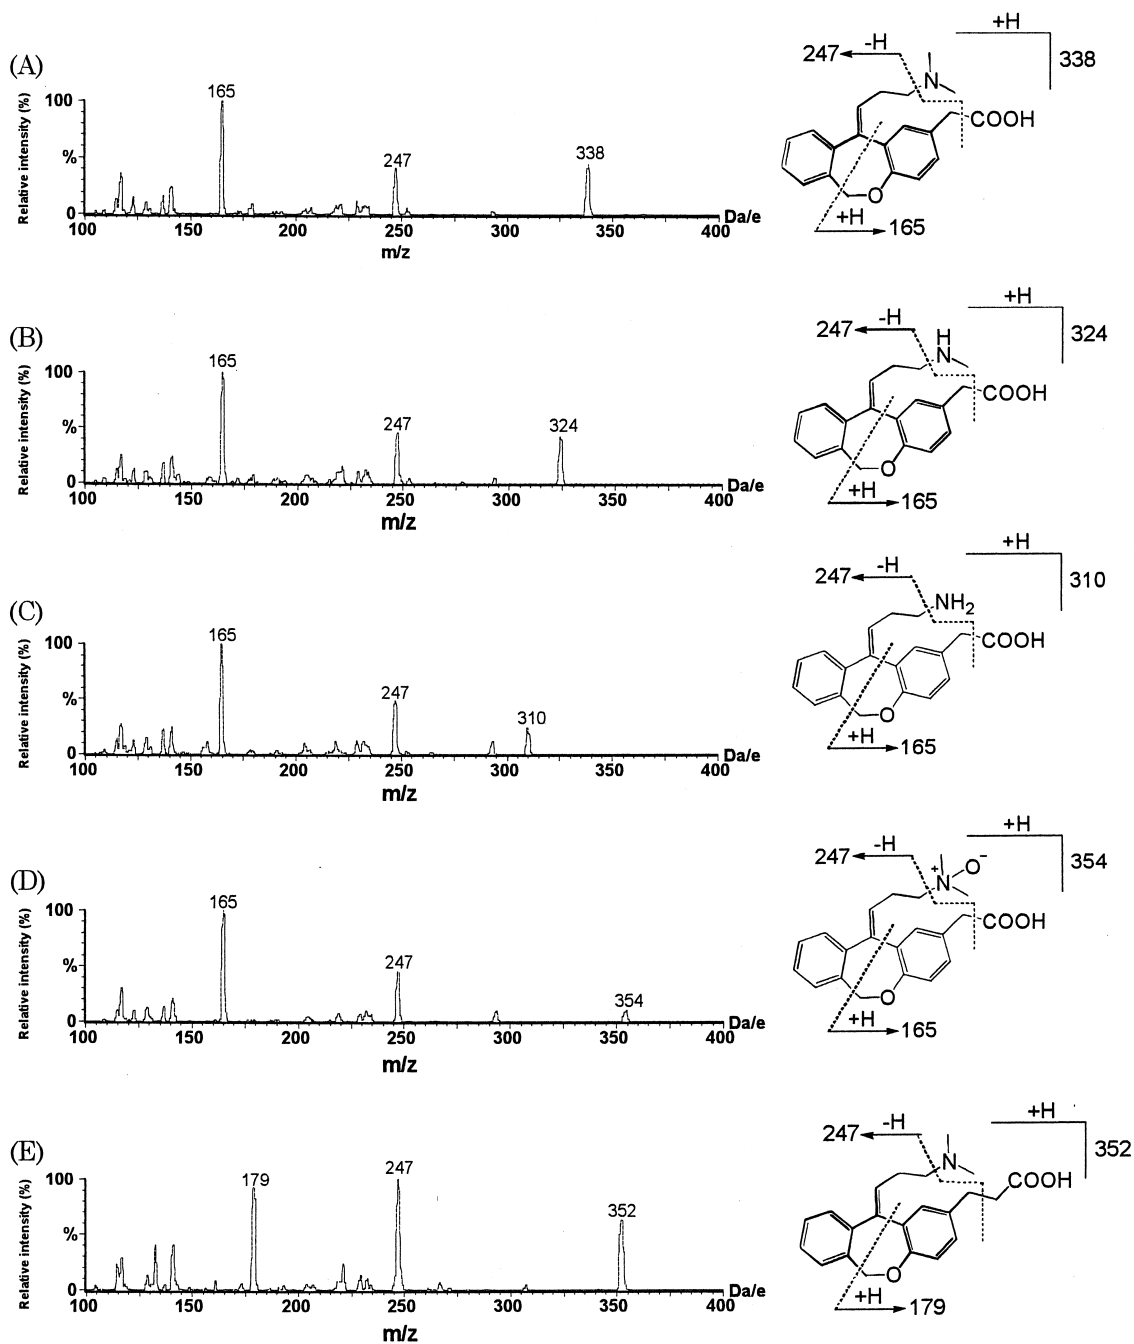 (A)
Relative intensity (%)
100
%
0
165
247
338
100 150 200 250 300 350 400
Da/e
m/z
+H
338
247
-H
N
COOH
O
+H
165
(B)
Relative intensity (%)
100
%
0
165
247
324
100 150 200 250 300 350 400
Da/e
m/z
+H
324
247
-H
H
N
COOH
O
+H
165
(C)
Relative intensity (%)
100
%
0
165
247
310
100 150 200 250 300 350 400
Da/e
m/z
+H
310
247
-H
NH2
COOH
O
+H
165
(D)
Relative intensity (%)
100
%
0
165
247
354
100 150 200 250 300 350 400
Da/e
m/z
+H
354
247
-H
+
N
O−
COOH
O
+H
165
(E)
Relative intensity (%)
100
%
0
179
247
352
100 150 200 250 300 350 400
Da/e
m/z
+H
352
247
-H
N
COOH
O
+H
179